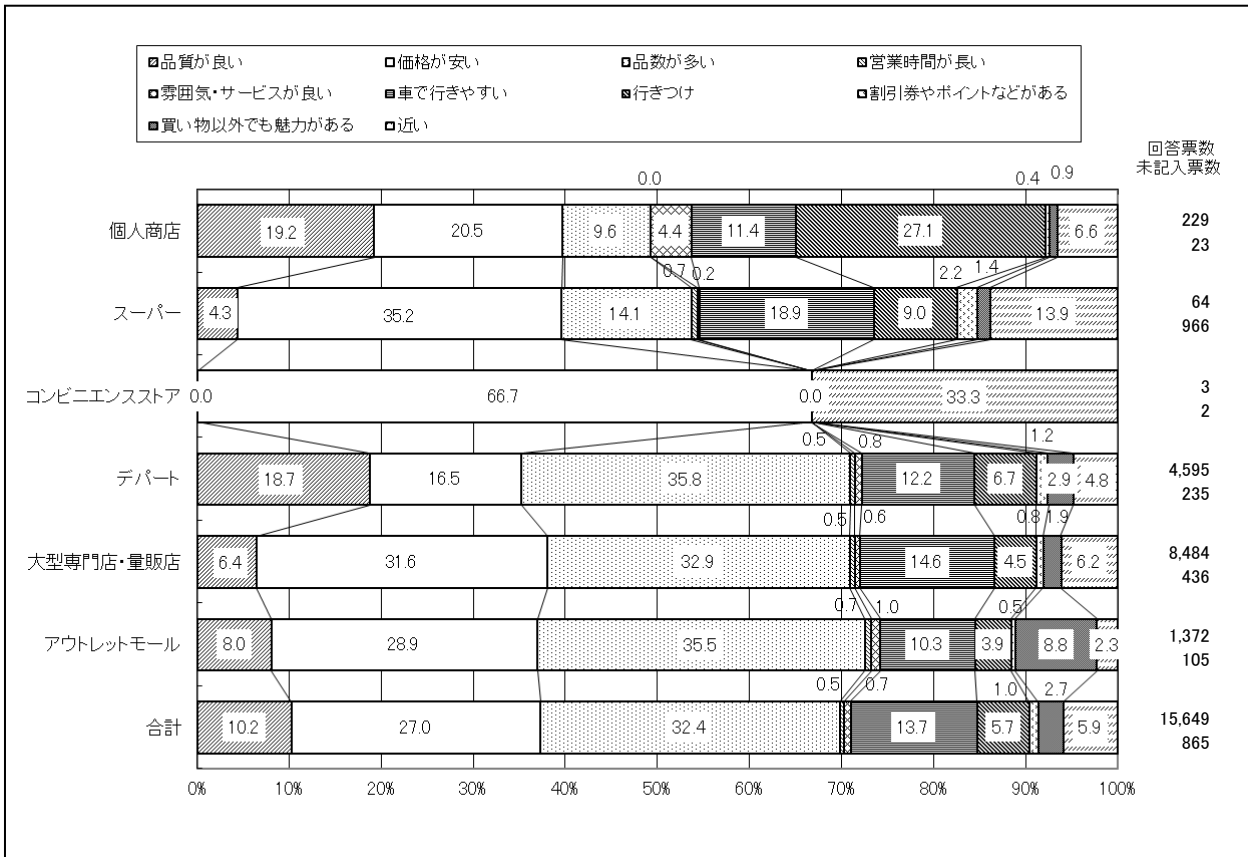 品質が良い 価格が安い 品数が多い 営業時間が長い
雰囲気・サービスが良い 車で行きやすい 行きつけ 割引券やポイントなどがある
買い物以外でも魅力がある 近い
回答票数
未記入票数
0.0 0.4 0.9
個人商店 19.2 20.5 9.6 4.4 11.4 27.1 6.6 229
23
0.7 0.2 2.2 1.4
スーパー 4.3 35.2 14.1 18.9 9.0 13.9 64
966
コンビニエンスストア 0.0 66.7 0.0 33.3 3
2
0.5 0.8 1.2
デパート 18.7 16.5 35.8 12.2 6.7 2.9 4.8 4,595
235
0.5 0.6 0.8 1.9
大型専門店・量販店 6.4 31.6 32.9 14.6 4.5 6.2 8,484
436
0.7 1.0 0.5
アウトレットモール 8.0 28.9 35.5 10.3 3.9 8.8 2.3 1,372
105
0.5 0.7 1.0 2.7
合計 10.2 27.0 32.4 13.7 5.7 5.9 15,649
865
0% 10% 20% 30% 40% 50% 60% 70% 80% 90% 100%